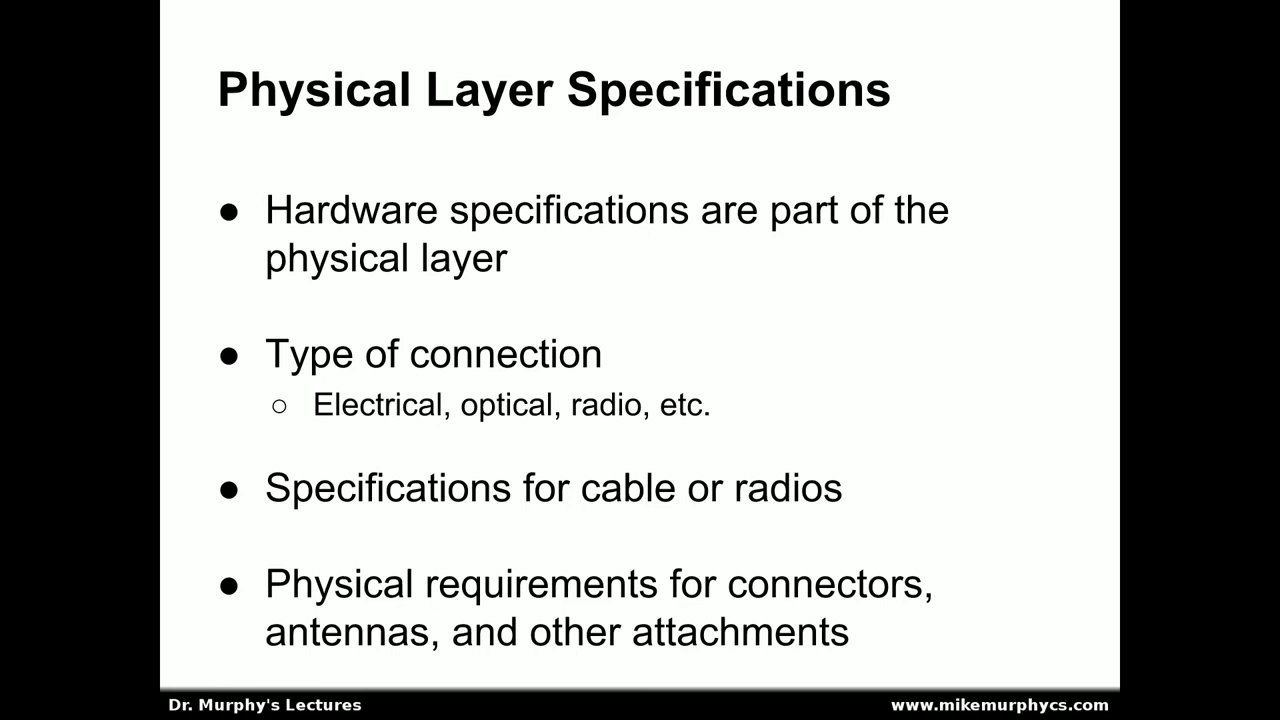 Physical Layer Specifications
● Hardware specifications are part of the
physical layer
● Type of connection
○ Electrical, optical, radio, etc.
● Specifications for cable or radios
● Physical requirements for connectors,
antennas, and other attachments
Dr. Murphy's Lectures
www.mikemurphycs.com